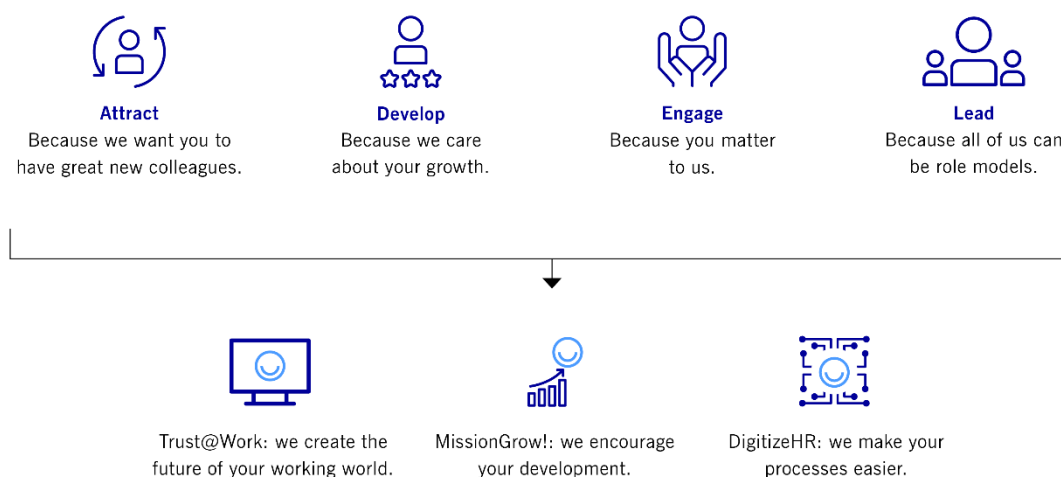 Attract
Because we want you to
have great new colleagues.
Develop
Because we care
about your growth.
Engage
Because you matter
to us.
Lead
Because all of us can
be role models.
Trust@Work: we create the
future of your working world.
MissionGrow!: we encourage
your development.
DigitizeHR: we make your
processes easier.